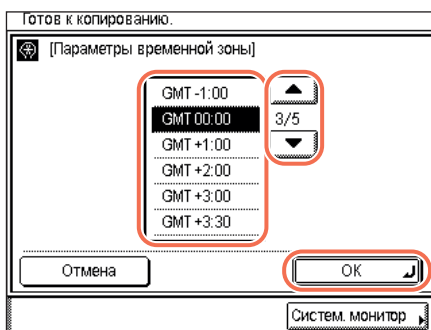 Готов к копированию.
[Параметры временной зоны]
GMT -1:00
GMT 00:00
3/5
GMT +1:00
GMT +2:00
GMT +3:00
GMT +3:30
Отмена
OK
Систем. монитор